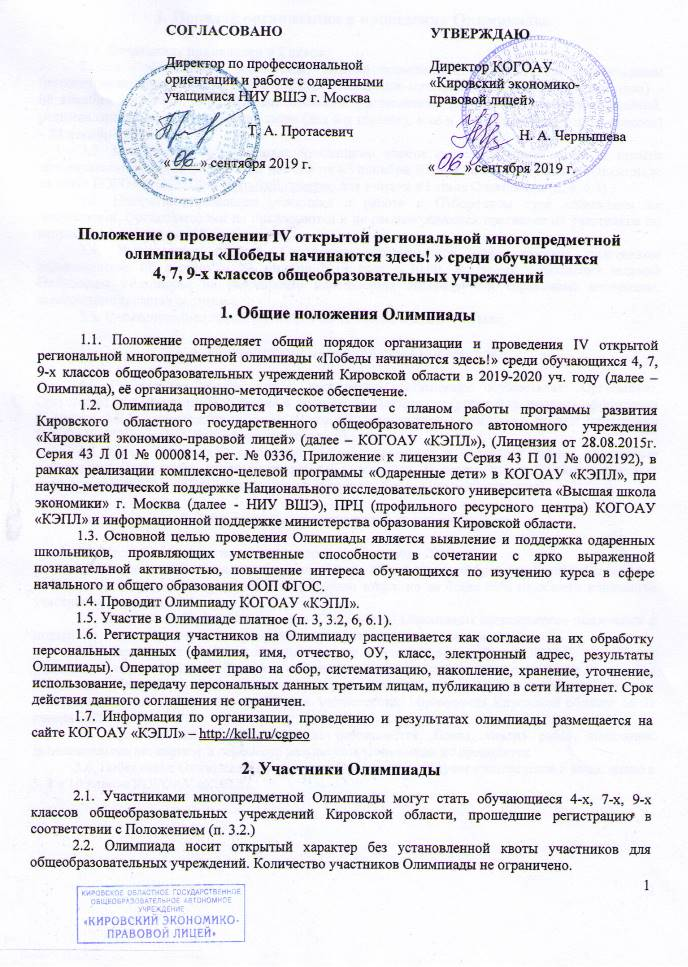 СОГЛАСОВАНО
Директор по профессиональной
ориентации и работе с одаренными
учащимися НИУ ВШЭ г. Москва
Т. А. Протасевич
«06» сентября 2019 г.
УТВЕРЖДАЮ
Директор КОГОАУ
«Кировский экономико-
правовой лицей»
Н. А. Чернышева
«06» сентября 2019 г.
Положение о проведении IV открытой региональной многопредметной
олимпиады «Победы начинаются здесь! » среди обучающихся
4, 7, 9-х классов общеобразовательных учреждений
1. Общие положения Олимпиады
1.1. Положение определяет общий порядок организации и проведения IV открытой
региональной многопредметной олимпиады «Победы начинаются здесь!» среди обучающихся 4, 7,
9-х классов общеобразовательных учреждений Кировской области в 2019-2020 уч. году (далее –
Олимпиада), её организационно-методическое обеспечение.
1.2. Олимпиада проводится в соответствии с планом работы программы развития
Кировского областного государственного общеобразовательного автономного учреждения
«Кировский экономико-правовой лицей» (далее – КОГОАУ «КЭПЛ»), (Лицензия от 28.08.2015г.
Серия 43 Л 01 № 0000814, рег. № 0336, Приложение к лицензии Серия 43 П 01 № 0002192), в
рамках реализации комплексно-целевой программы «Одаренные дети» в КОГОАУ «КЭПЛ», при
научно-методической поддержке Национального исследовательского университета «Высшая школа
экономики» г. Москва (далее - НИУ ВШЭ), ПРЦ (профильного ресурсного центра) КОГОАУ
«КЭПЛ» и информационной поддержке министерства образования Кировской области.
1.3. Основной целью проведения Олимпиады является выявление и поддержка одаренных
школьников, проявляющих умственные способности в сочетании с ярко выраженной
познавательной активностью, повышение интереса обучающихся по изучению курса в сфере
начального и общего образования ООП ФГОС.
1.4. Проводит Олимпиаду КОГОАУ «КЭПЛ».
1.5. Участие в Олимпиаде платное (п. 3, 3.2, 6, 6.1).
1.6. Регистрация участников на Олимпиаду расценивается как согласие на их обработку
персональных данных (фамилия, имя, отчество, ОУ, класс, электронный адрес, результаты
Олимпиады). Оператор имеет право на сбор, систематизацию, накопление, хранение, уточнение,
использование, передачу персональных данных третьим лицам, публикацию в сети Интернет. Срок
действия данного соглашения не ограничен.
1.7. Информация по организации, проведению и результатах олимпиады размещается на
сайте КОГОАУ «КЭПЛ» – http://kell.ru/cgpeo
2. Участники Олимпиады
2.1. Участниками многопредметной Олимпиады могут стать обучающиеся 4-х, 7-х, 9-х
классов общеобразовательных учреждений Кировской области, прошедшие регистрацию в
соответствии с Положением (п. 3.2.)
2.2. Олимпиада носит открытый характер без установленной квоты участников для
общеобразовательных учреждений. Количество участников Олимпиады не ограничено.
1
КИРОВСКОЕ ОБЛАСТНОЕ ГОСУДАРСТВЕННОЕ
ОБЩЕОБРАЗОВАТЕЛЬНОЕ АВТОНОМНОЕ
УЧРЕЖДЕНИЕ
«КИРОВСКИЙ ЭКОНОМИКО-
ПРАВОВОЙ ЛИЦЕЙ»